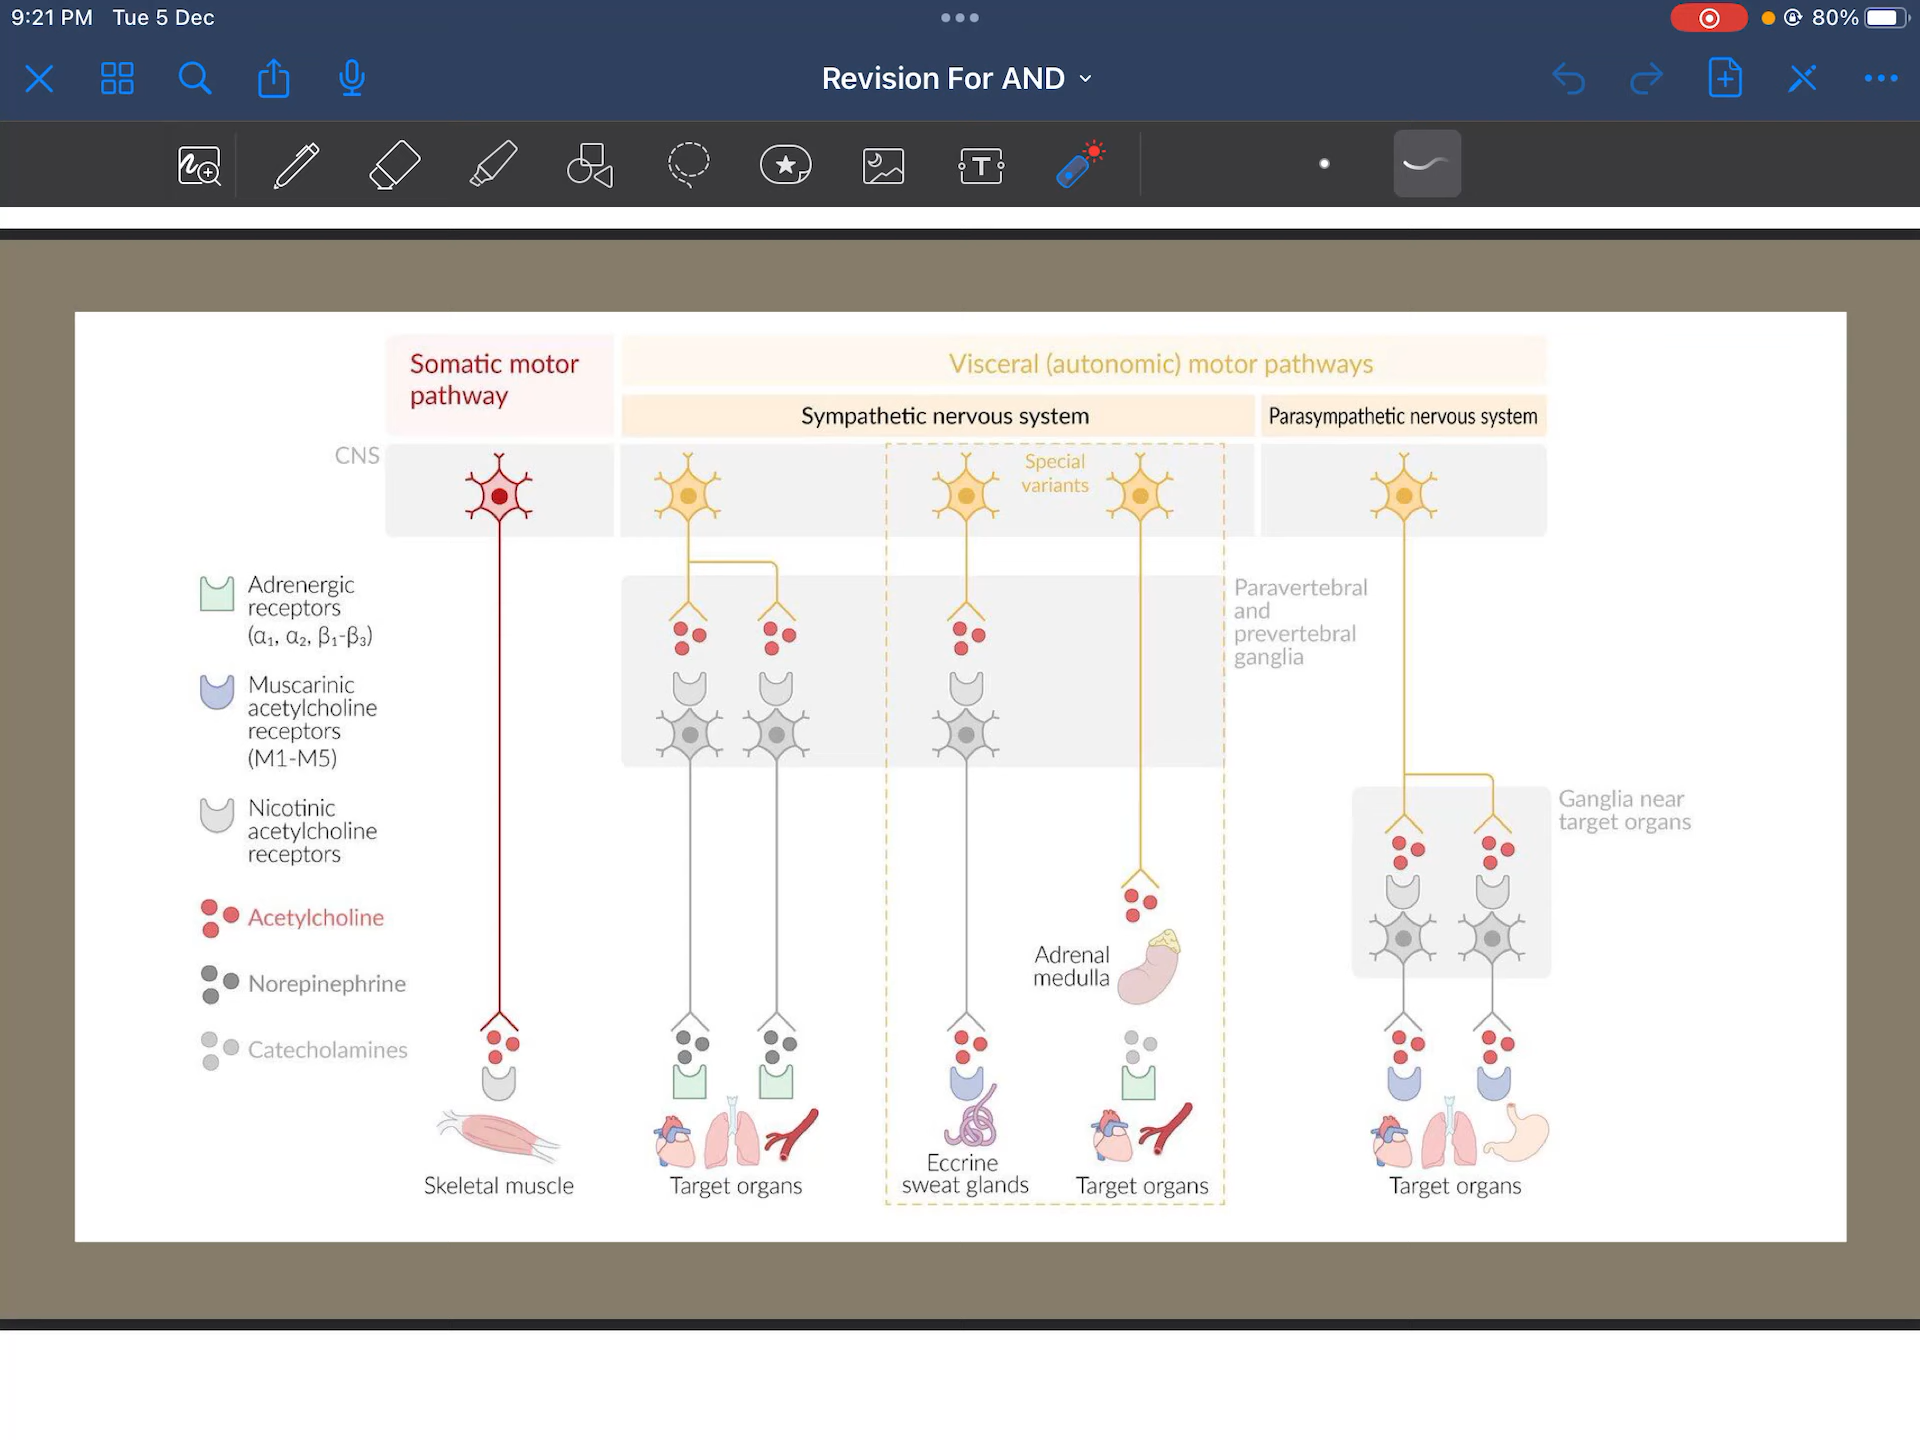 9:21 PM Tue 5 Dec
80%
Revision For AND
T
Somatic motor
pathway
Visceral (autonomic) motor pathways
Sympathetic nervous system
Parasympathetic nervous system
CNS
Special
variants
Adrenergic
receptors
(α₁, α₂, β₁-β₃)
Muscarinic
acetylcholine
receptors
(M1-M5)
Nicotinic
acetylcholine
receptors
Acetylcholine
Norepinephrine
Catecholamines
Paravertebral
and
prevertebral
ganglia
Ganglia near
target organs
Adrenal
medulla
Skeletal muscle
Target organs
Eccrine
sweat glands
Target organs
Target organs